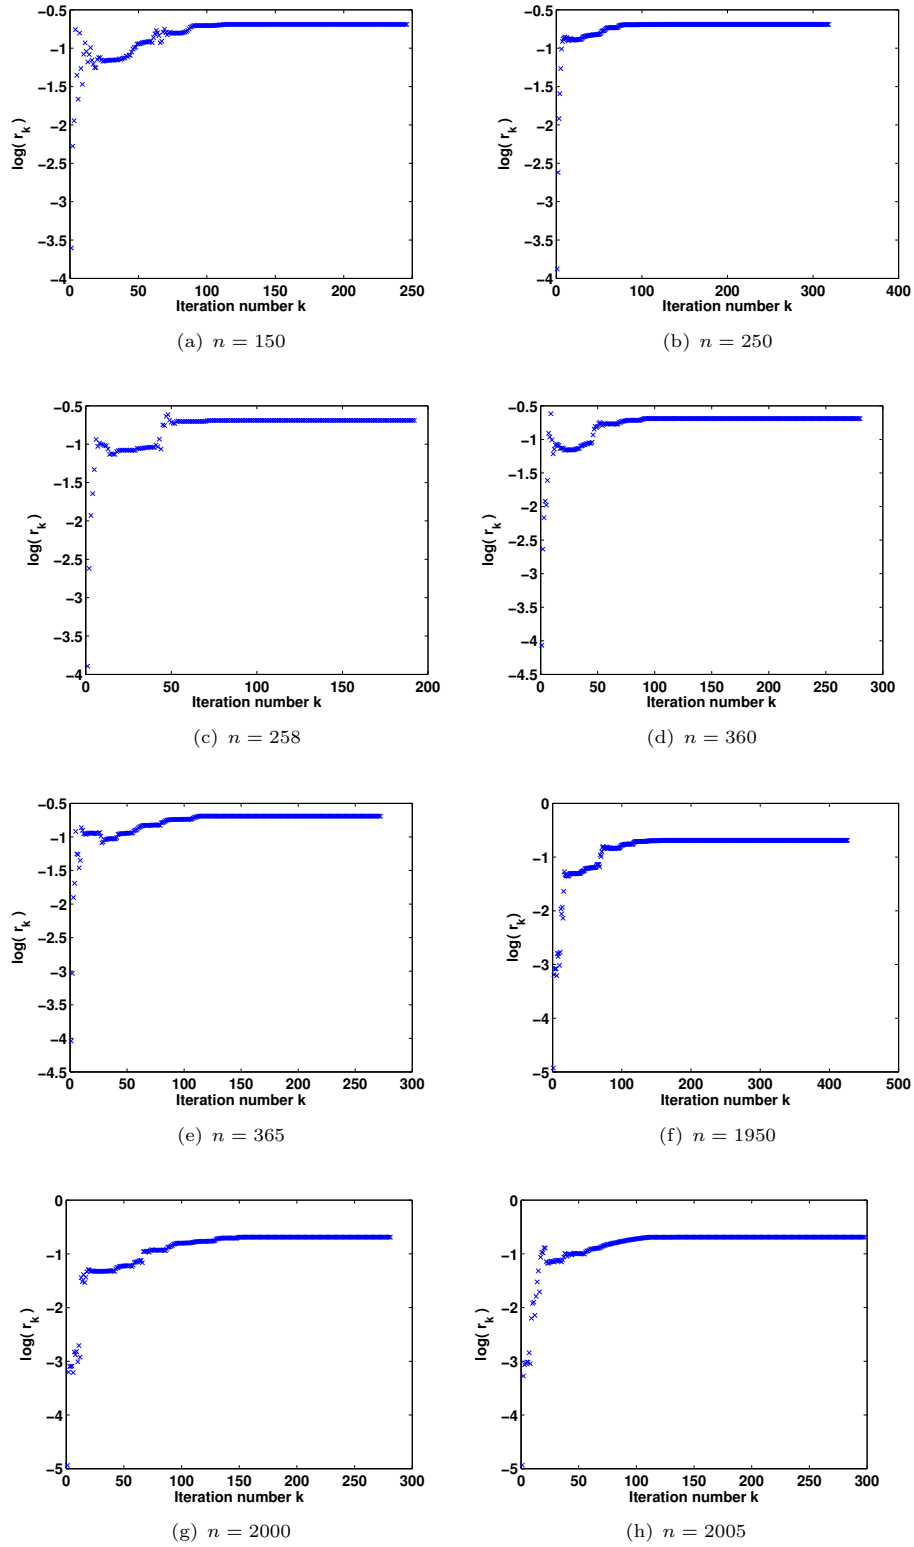 −0.5
−1
−1.5
−2
−2.5
−3
−3.5
−4
log( r_k )
0 50 100 150 200 250
Iteration number k
(a) n = 150
−0.5
−1
−1.5
−2
−2.5
−3
−3.5
−4
log( r_k )
0 100 200 300 400
Iteration number k
(b) n = 250
−0.5
−1
−1.5
−2
−2.5
−3
−3.5
−4
log( r_k )
0 50 100 150 200
Iteration number k
(c) n = 258
−0.5
−1
−1.5
−2
−2.5
−3
−3.5
−4
−4.5
log( r_k )
0 50 100 150 200 250 300
Iteration number k
(d) n = 360
−0.5
−1
−1.5
−2
−2.5
−3
−3.5
−4
−4.5
log( r_k )
0 50 100 150 200 250 300
Iteration number k
(e) n = 365
0
−1
−2
−3
−4
−5
log( r_k )
0 100 200 300 400 500
Iteration number k
(f) n = 1950
0
−1
−2
−3
−4
−5
log( r_k )
0 50 100 150 200 250 300
Iteration number k
(g) n = 2000
0
−1
−2
−3
−4
−5
log( r_k )
0 50 100 150 200 250 300
Iteration number k
(h) n = 2005